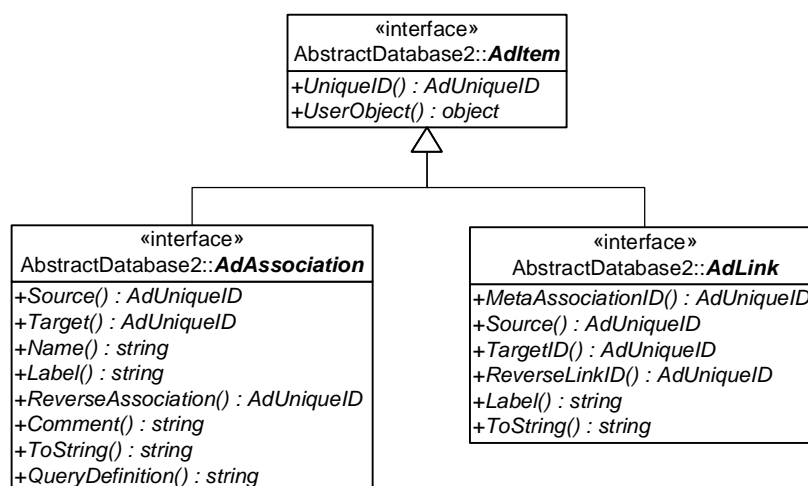 «interface»
AbstractDatabase2::AdItem
+UniqueID() : AdUniqueID
+UserObject() : object
«interface»
AbstractDatabase2::AdAssociation
+Source() : AdUniqueID
+Target() : AdUniqueID
+Name() : string
+Label() : string
+ReverseAssociation() : AdUniqueID
+Comment() : string
+ToString() : string
+QueryDefinition() : string
«interface»
AbstractDatabase2::AdLink
+MetaAssociationID() : AdUniqueID
+Source() : AdUniqueID
+TargetID() : AdUniqueID
+ReverseLinkID() : AdUniqueID
+Label() : string
+ToString() : string